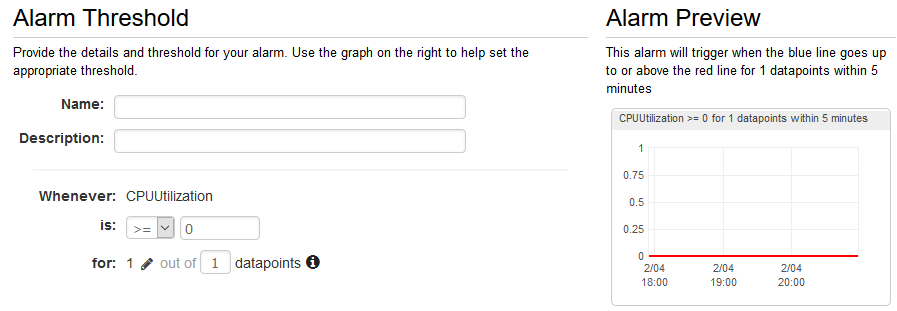 Alarm Threshold
Provide the details and threshold for your alarm. Use the graph on the right to help set the
appropriate threshold.
Name:
Description:
Whenever: CPUUtilization
is: >= 0
for: 1 out of 1 datapoints
Alarm Preview
This alarm will trigger when the blue line goes up
to or above the red line for 1 datapoints within 5
minutes
CPUUtilization >= 0 for 1 datapoints within 5 minutes
1
0.75
0.5
0.25
0
2/04 2/04 2/04
18:00 19:00 20:00